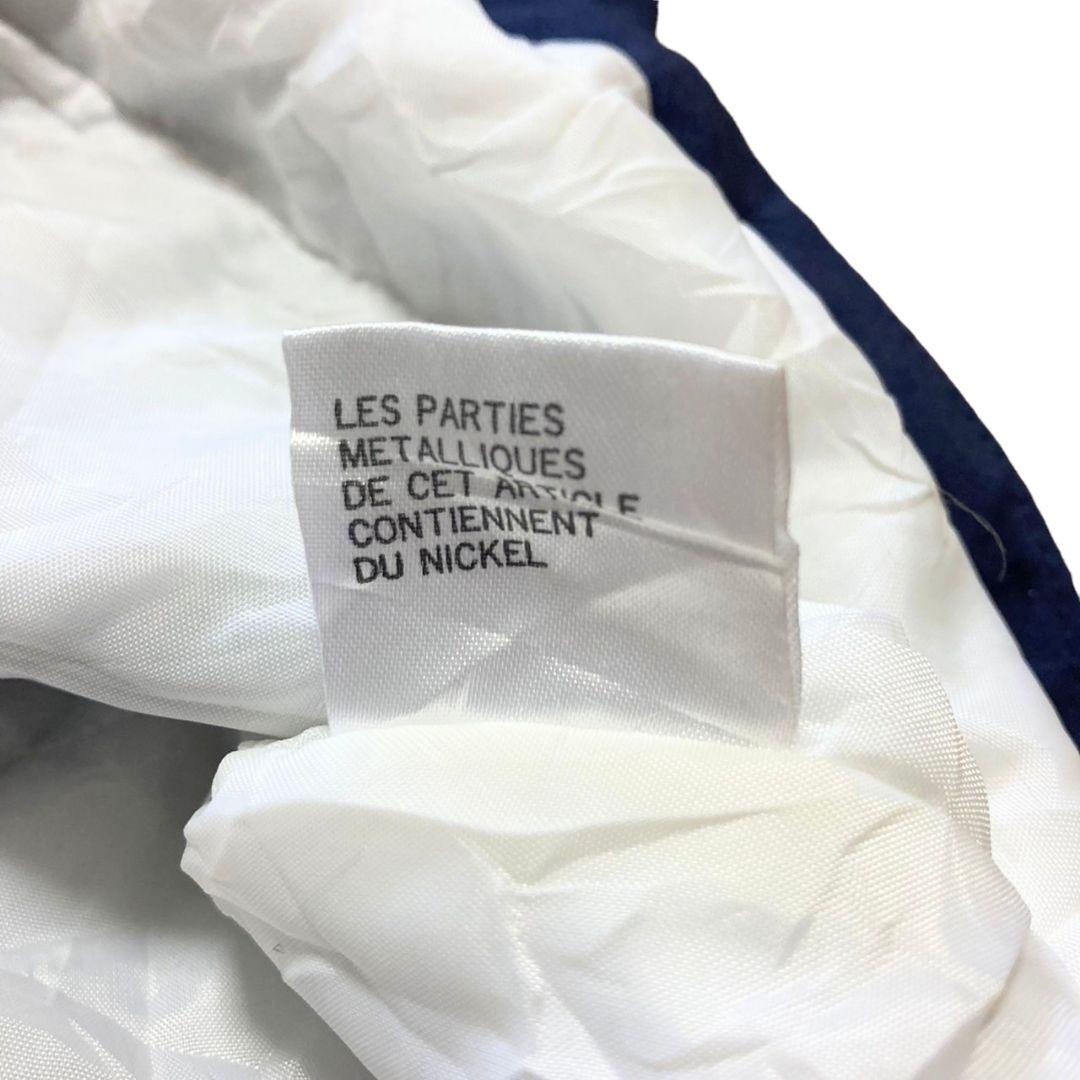 LES PARTIES
METALLIQUES
DE CET ARTICLE
CONTIENNENT
DU NICKEL